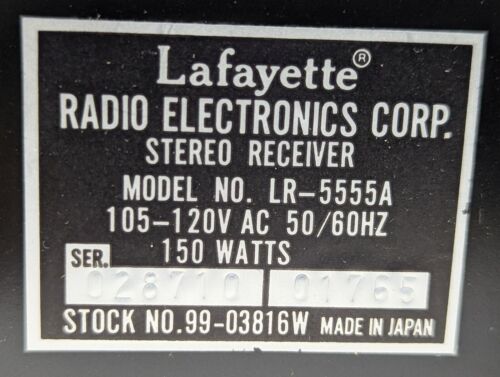 Lafayette®
RADIO ELECTRONICS CORP.
STEREO RECEIVER
MODEL NO. LR-5555A
105-120V AC 50/60HZ
150 WATTS
SER. 028710 01765
STOCK NO.99-03816W MADE IN JAPAN